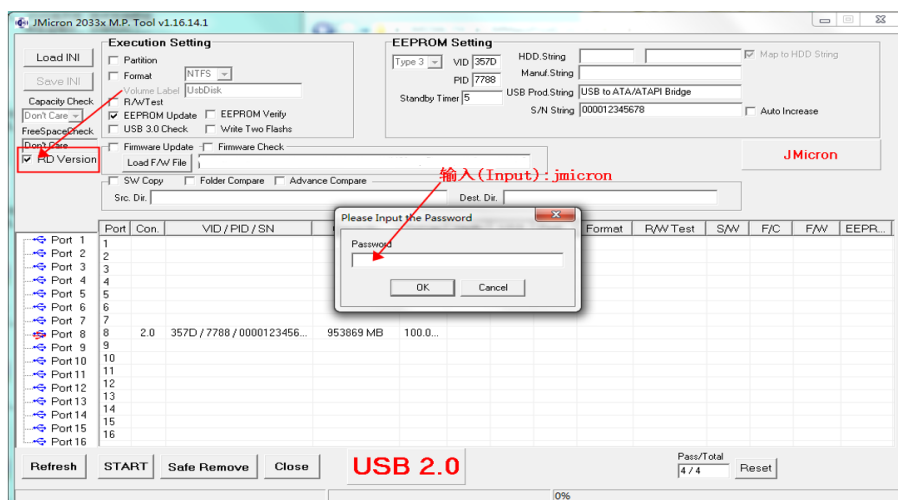 JMicron 2033x M.P. Tool v1.16.14.1
Load INI
Save INI
Capacity Check
Don't Care
FreeSpaceCheck
Don't Care
RD Version
Execution Setting
Partition
Format NTFS
Volume Label UsbDisk
R/W Test
EEPROM Update EEPROM Verify
USB 3.0 Check Write Two Flashs
Firmware Update Firmware Check
Load F/W File
SW Copy Folder Compare Advance Compare
Src. Dir. Dest. Dir.
EEPROM Setting
Type 3 VID 357D
PID 7788
Standby Timer 5
HDD.String
Manuf.String
USB Prod.String USB to ATA/ATAPI Bridge
S/N String 000012345678
Map to HDD String
Auto Increase
JMicron
输入(Input):jmicron
Please Input the Password
Password
OK Cancel
Port 1
Port 2
Port 3
Port 4
Port 5
Port 6
Port 7
Port 8
Port 9
Port 10
Port 11
Port 12
Port 13
Port 14
Port 15
Port 16
Port Con. VID / PID / SN Format R/W Test S/W F/C F/W EEPR...
1
2
3
4
5
6
7
8 2.0 357D / 7788 / 0000123456... 953869 MB 100.0...
9
10
11
12
13
14
15
16
Refresh START Safe Remove Close
USB 2.0
Pass/Total
4 / 4 Reset
0%